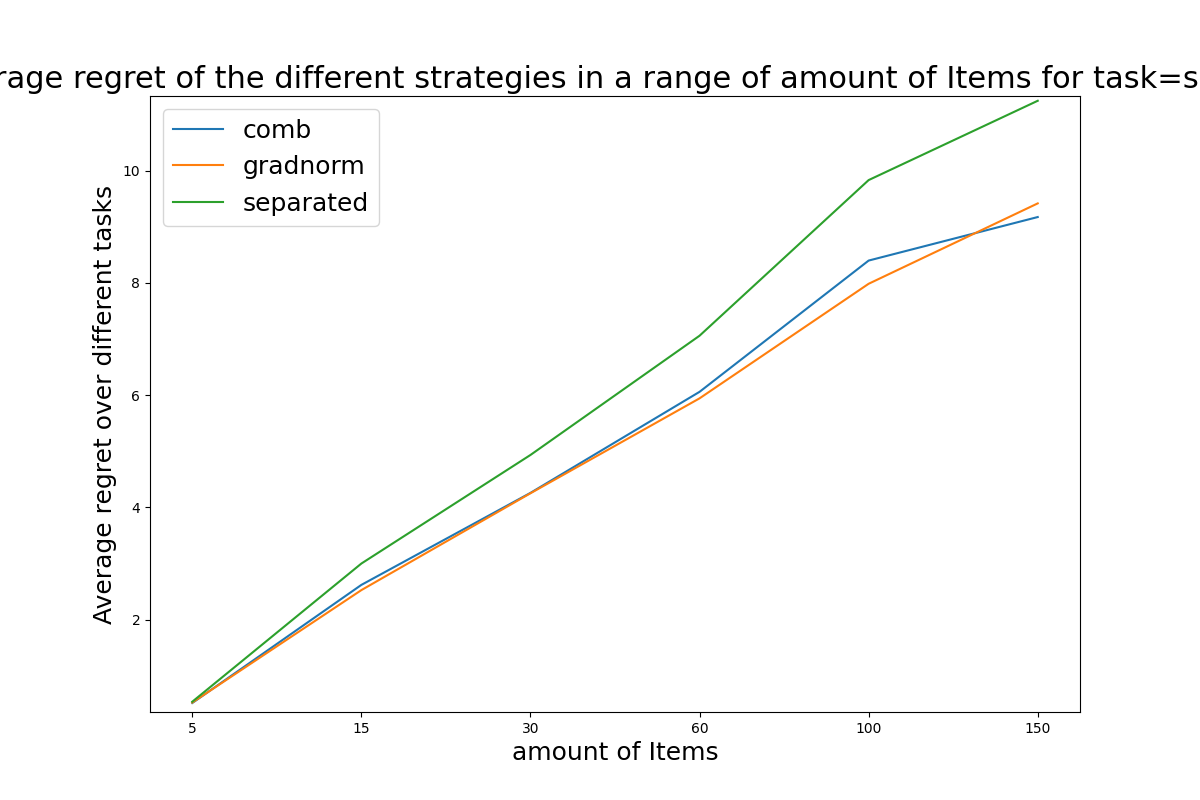 rage regret of the different strategies in a range of amount of Items for task=s
comb
gradnorm
separated
Average regret over different tasks
10
8
6
4
2
5 15 30 60 100 150
amount of Items